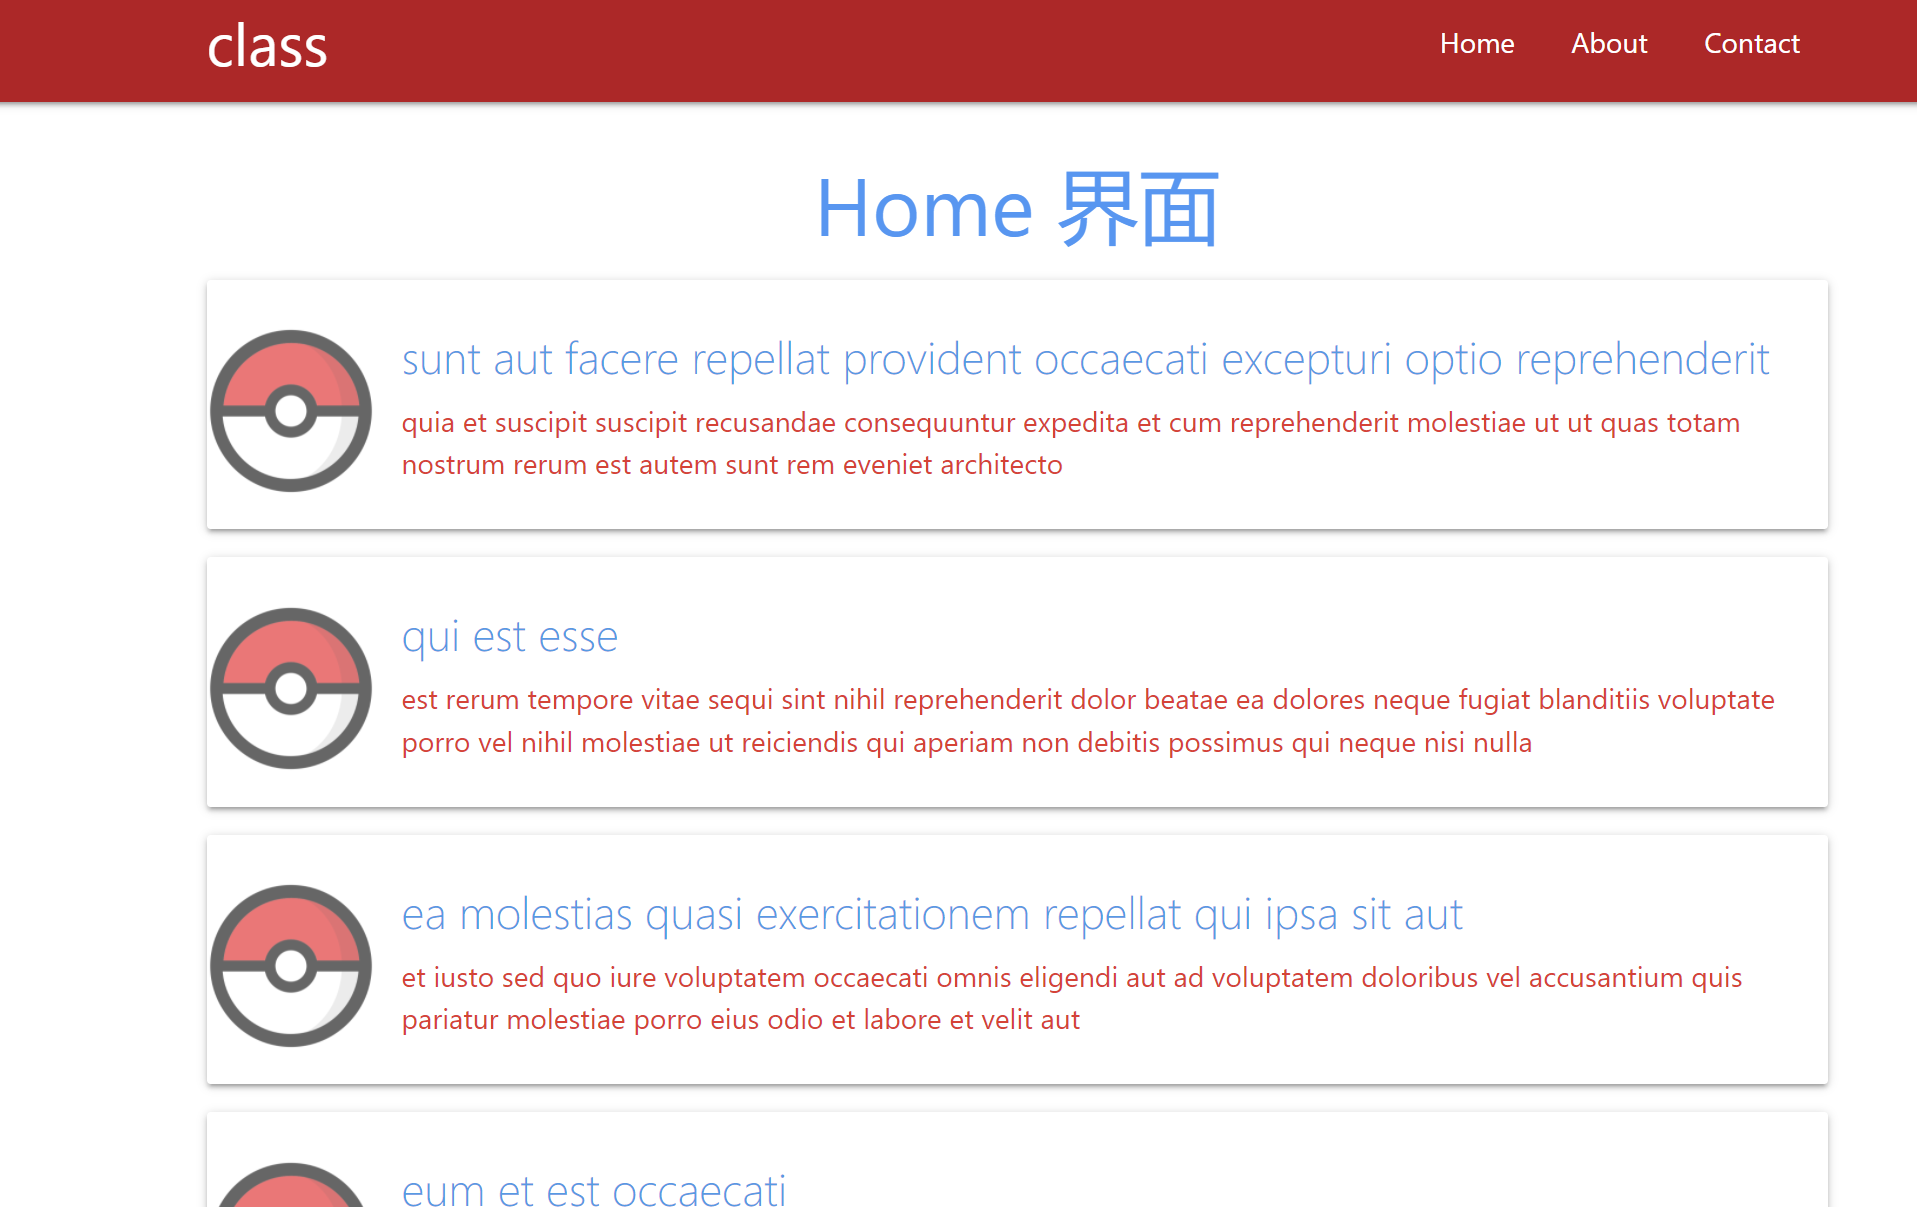 class
Home About Contact
Home 界面
sunt aut facere repellat provident occaecati excepturi optio reprehenderit
quia et suscipit suscipit recusandae consequuntur expedita et cum reprehenderit molestiae ut ut quas totam
nostrum rerum est autem sunt rem eveniet architecto
qui est esse
est rerum tempore vitae sequi sint nihil reprehenderit dolor beatae ea dolores neque fugiat blanditiis voluptate
porro vel nihil molestiae ut reiciendis qui aperiam non debitis possimus qui neque nisi nulla
ea molestias quasi exercitationem repellat qui ipsa sit aut
et iusto sed quo iure voluptatem occaecati omnis eligendi aut ad voluptatem doloribus vel accusantium quis
pariatur molestiae porro eius odio et labore et velit aut
eum et est occaecati